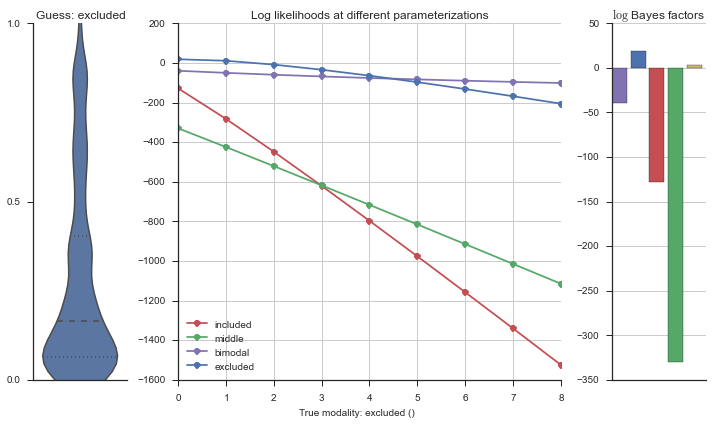 Guess: excluded
1.0
0.5
0.0
Log likelihoods at different parameterizations
200
0
−200
−400
−600
−800
−1000
−1200
−1400
−1600
included
middle
bimodal
excluded
0 1 2 3 4 5 6 7 8
True modality: excluded ()
log Bayes factors
50
0
−50
−100
−150
−200
−250
−300
−350